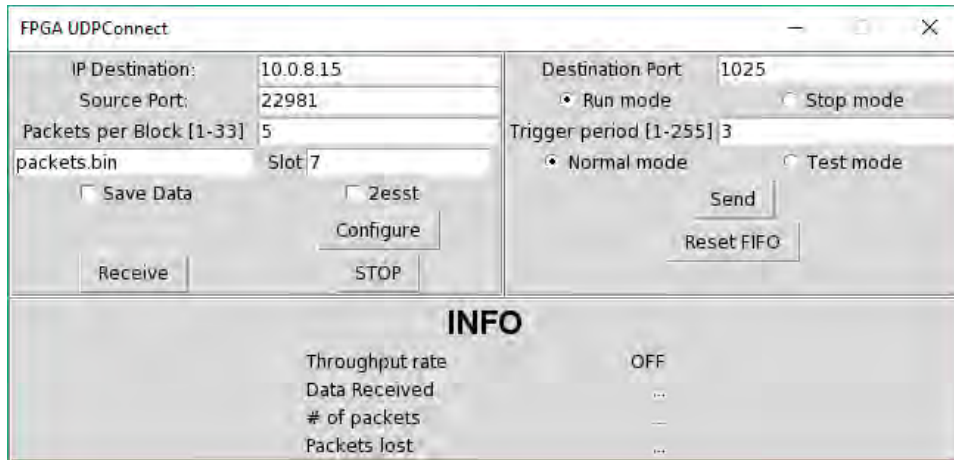 FPGA UDPConnect
IP Destination: 10.0.8.15
Source Port: 22981
Packets per Block [1-33] 5
packets.bin Slot 7
Save Data 2esst
Configure
Receive STOP
Destination Port 1025
Run mode Stop mode
Trigger period [1-255] 3
Normal mode Test mode
Send
Reset FIFO
INFO
Throughput rate OFF
Data Received ...
# of packets ...
Packets lost ...